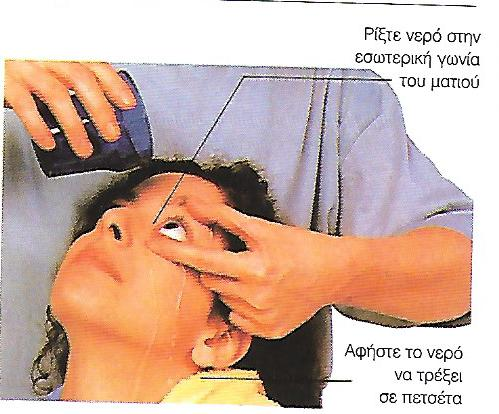 Ρίξτε νερό στην
εσωτερική γωνία
του ματιού
Αφήστε το νερό
να τρέξει
σε πετσέτα